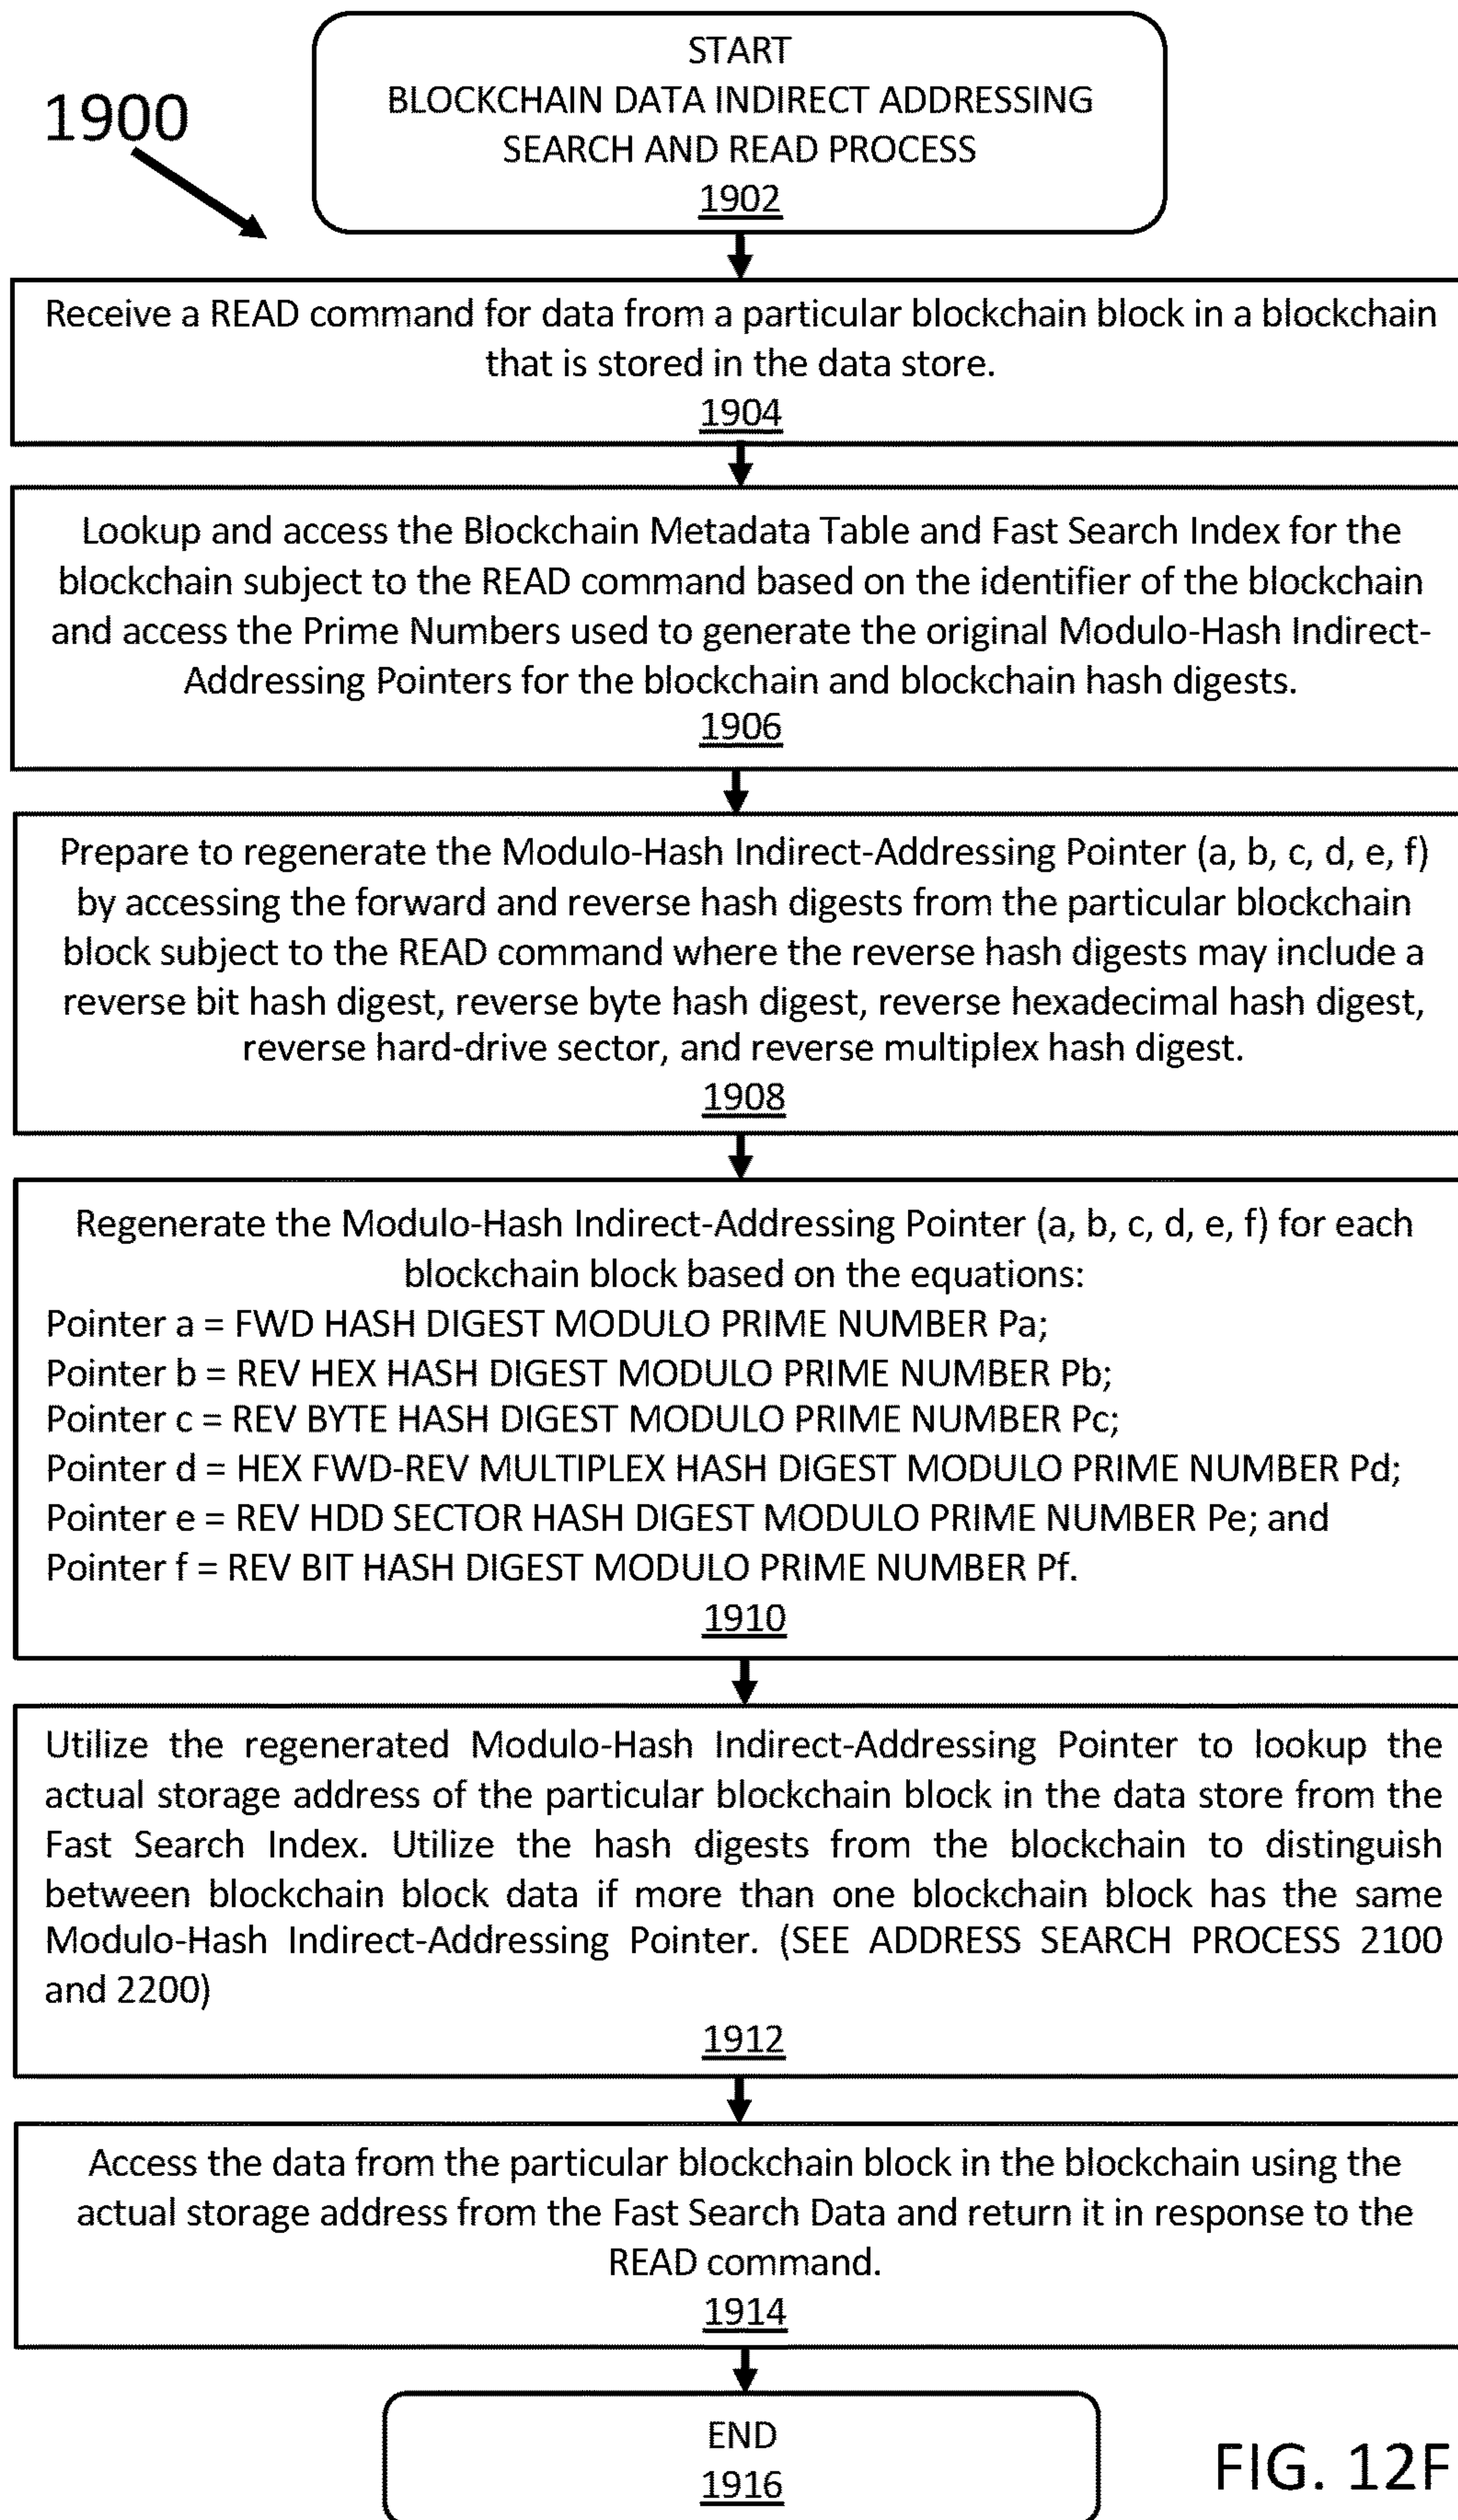 START
BLOCKCHAIN DATA INDIRECT ADDRESSING
SEARCH AND READ PROCESS
1902
1900
Receive a READ command for data from a particular blockchain block in a blockchain
that is stored in the data store.
1904
Lookup and access the Blockchain Metadata Table and Fast Search Index for the
blockchain subject to the READ command based on the identifier of the blockchain
and access the Prime Numbers used to generate the original Modulo-Hash Indirect-
Addressing Pointers for the blockchain and blockchain hash digests.
1906
Prepare to regenerate the Modulo-Hash Indirect-Addressing Pointer (a, b, c, d, e, f)
by accessing the forward and reverse hash digests from the particular blockchain
block subject to the READ command where the reverse hash digests may include a
reverse bit hash digest, reverse byte hash digest, reverse hexadecimal hash digest,
reverse hard-drive sector, and reverse multiplex hash digest.
1908
Regenerate the Modulo-Hash Indirect-Addressing Pointer (a, b, c, d, e, f) for each
blockchain block based on the equations:
Pointer a = FWD HASH DIGEST MODULO PRIME NUMBER Pa;
Pointer b = REV HEX HASH DIGEST MODULO PRIME NUMBER Pb;
Pointer c = REV BYTE HASH DIGEST MODULO PRIME NUMBER Pc;
Pointer d = HEX FWD-REV MULTIPLEX HASH DIGEST MODULO PRIME NUMBER Pd;
Pointer e = REV HDD SECTOR HASH DIGEST MODULO PRIME NUMBER Pe; and
Pointer f = REV BIT HASH DIGEST MODULO PRIME NUMBER Pf.
1910
Utilize the regenerated Modulo-Hash Indirect-Addressing Pointer to lookup the
actual storage address of the particular blockchain block in the data store from the
Fast Search Index. Utilize the hash digests from the blockchain to distinguish
between blockchain block data if more than one blockchain block has the same
Modulo-Hash Indirect-Addressing Pointer. (SEE ADDRESS SEARCH PROCESS 2100
and 2200)
1912
Access the data from the particular blockchain block in the blockchain using the
actual storage address from the Fast Search Data and return it in response to the
READ command.
1914
END
1916
FIG. 12F